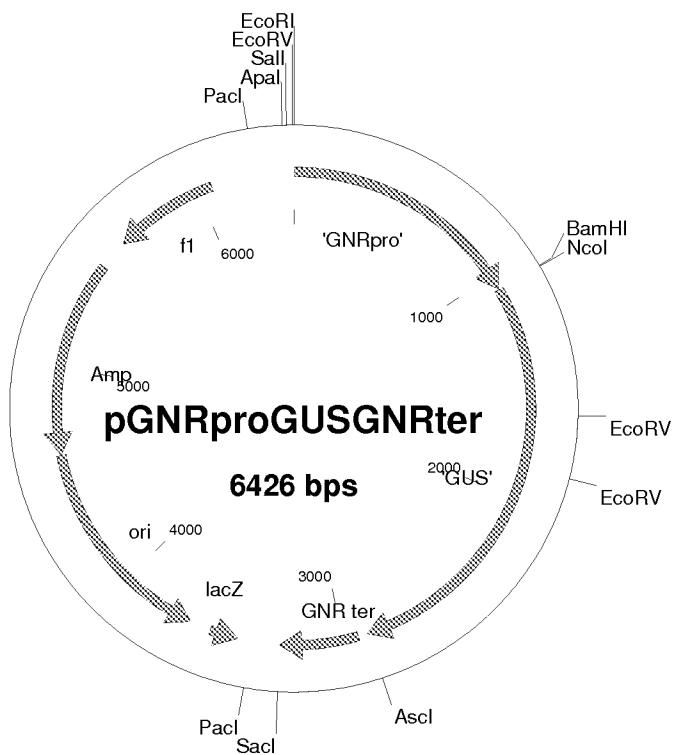 EcoRI
EcoRV
SalI
ApaI
PacI
BamHI
NcoI
f1
6000
'GNRpro'
1000
Amp
5000
pGNRproGUSGNRter
EcoRV
6426 bps
2000
'GUS'
EcoRV
ori
4000
lacZ
3000
GNR ter
AscI
PacI
SacI